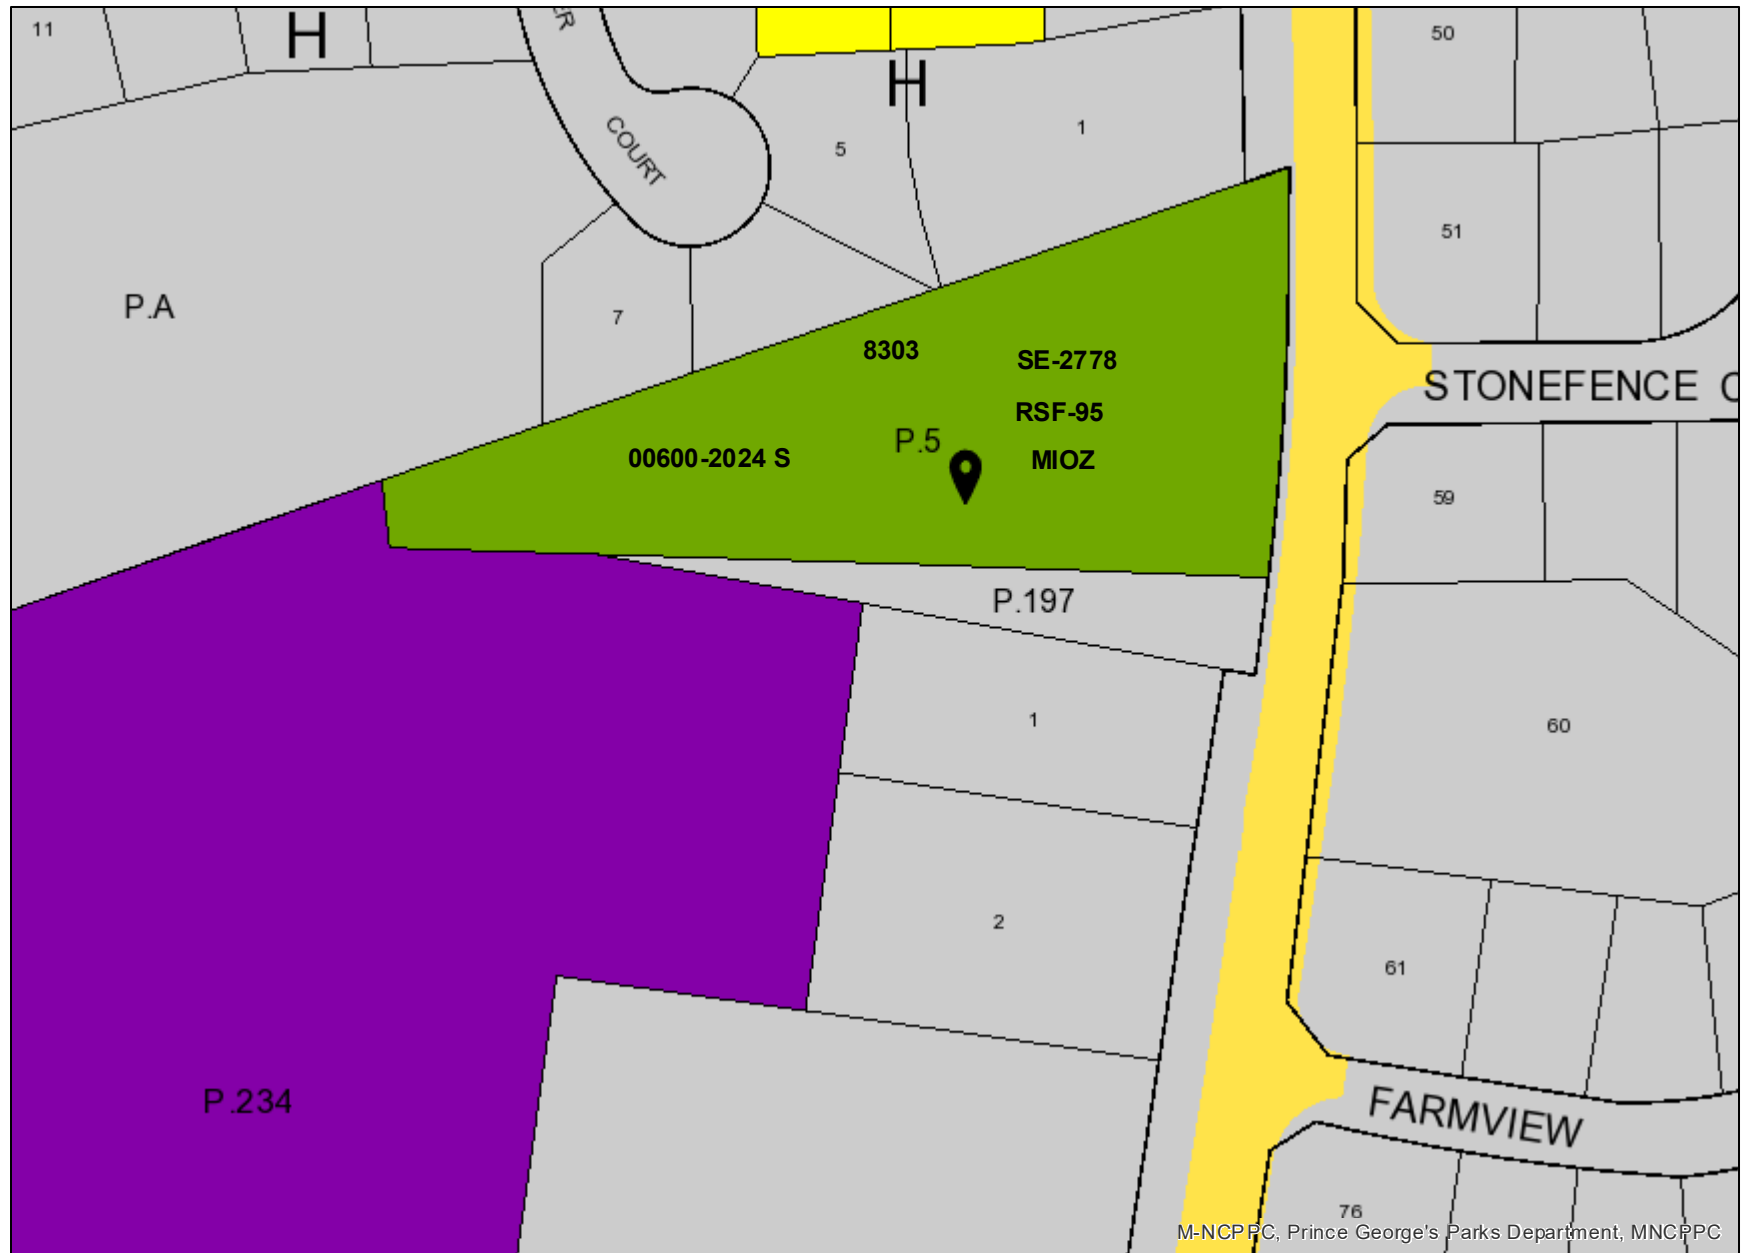 11
H
ER
50
H
COURT
5
1
51
P.A
7
8303
SE-2778
STONEFENCE C
RSF-95
P.5
00600-2024 S
MIOZ
59
P.197
1
60
2
61
P.234
FARMVIEW
76
M-NCPPC, Prince George's Parks Department, MNCPPC